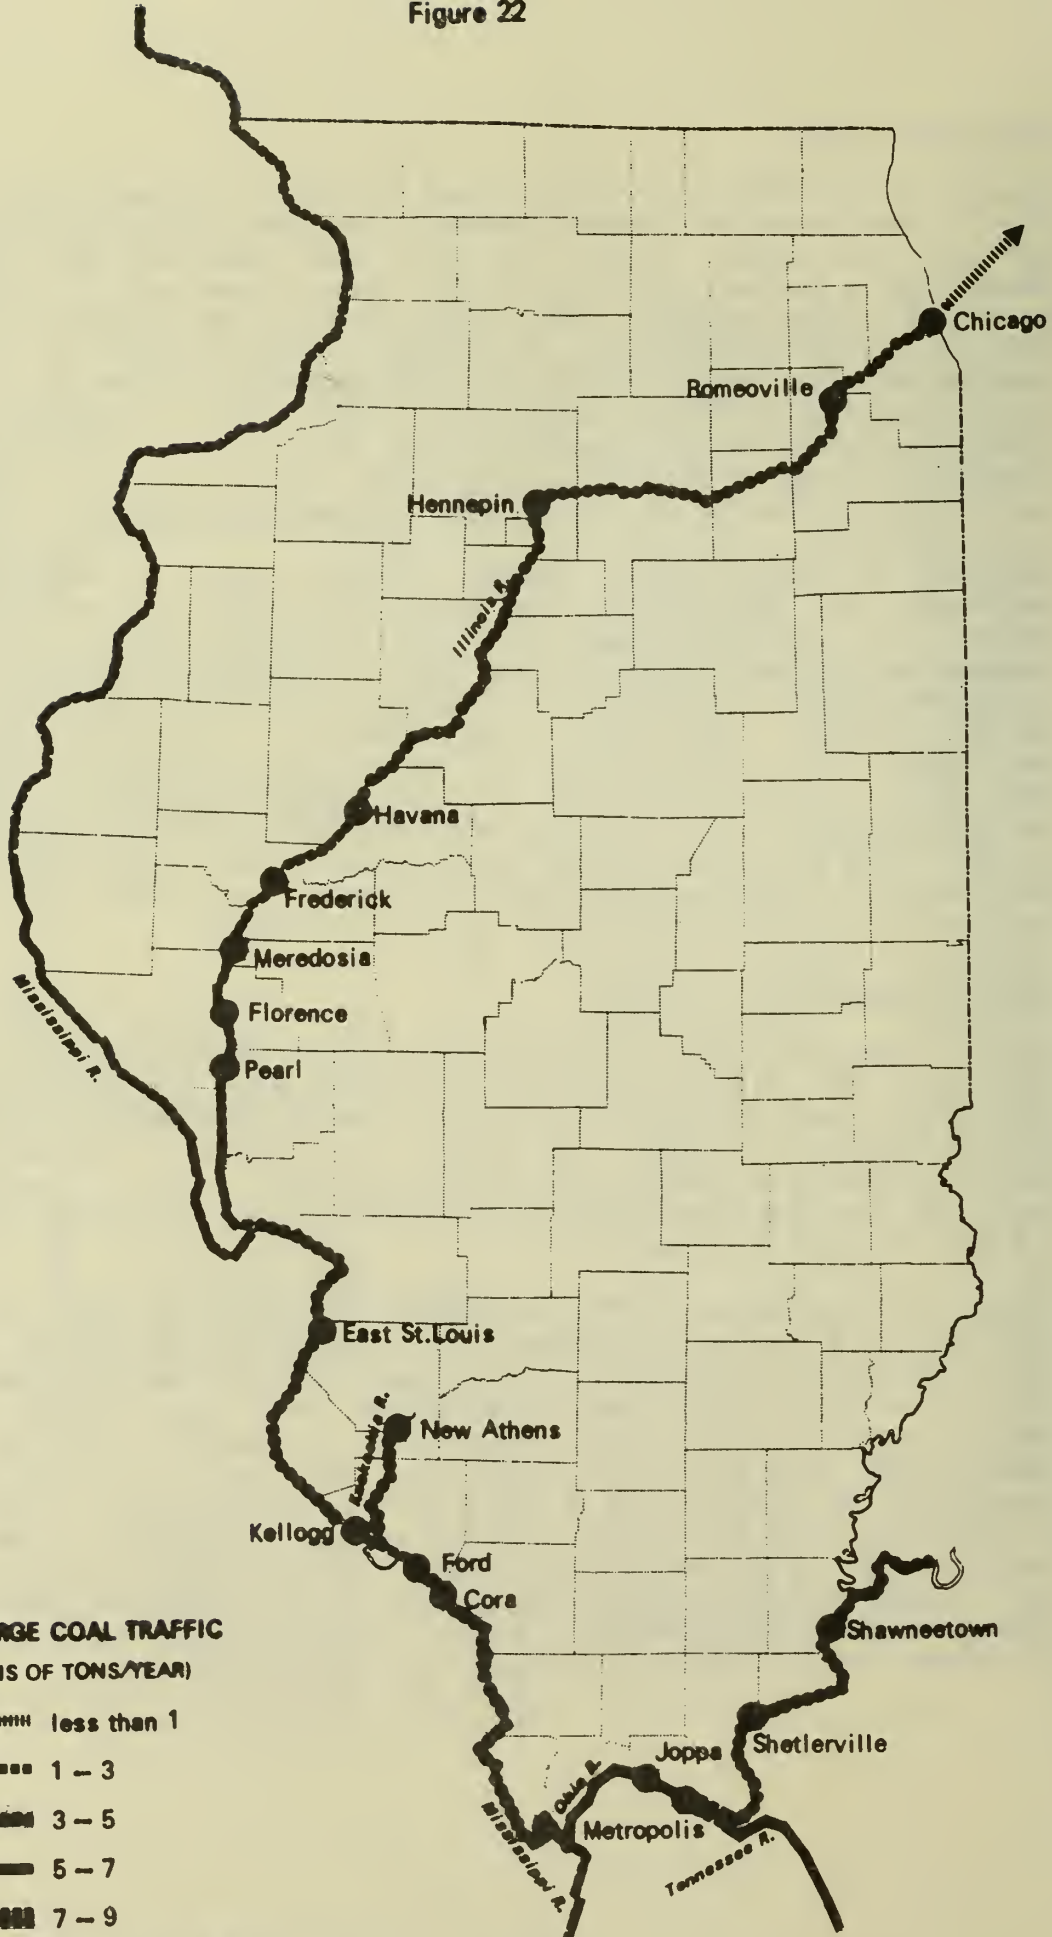 Figure 22
Chicago
Romeoville
Hennepin
Illinois R.
Havana
Frederick
Meredosia
Mississippi R.
Florence
Pearl
East St.Louis
Kaskaskia R.
New Athens
Kellogg
Ford
Cora
RGE COAL TRAFFIC
Shawneetown
NS OF TONS/YEAR)
less than 1
Joppa
Shetlerville
1 – 3
Ohio R.
3 – 5
Mississippi R.
Metropolis
Tennessee R.
5 – 7
7 – 9